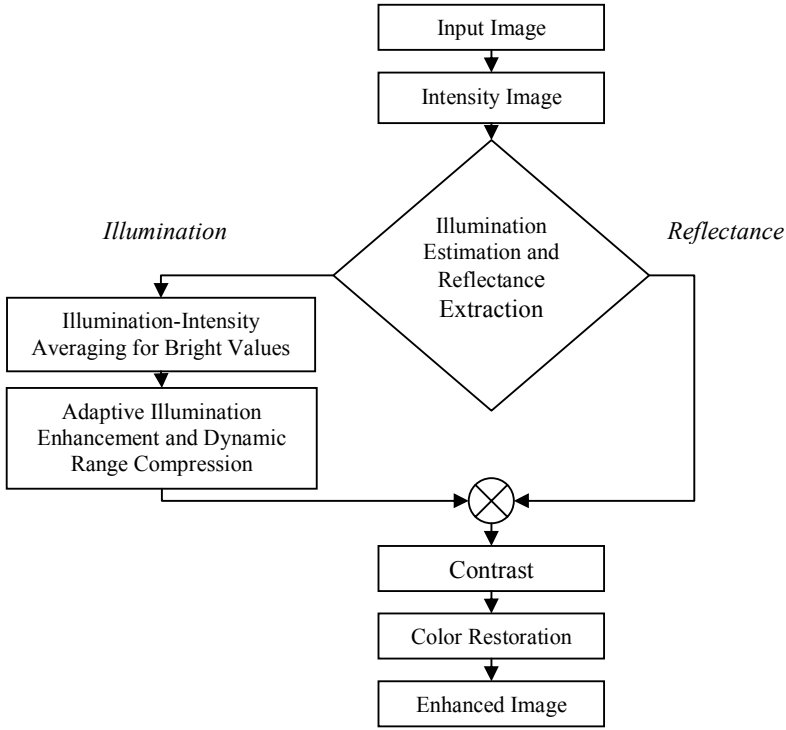 Input Image
Intensity Image
Illumination
Estimation and
Reflectance
Extraction
Illumination
Reflectance
Illumination-Intensity
Averaging for Bright Values
Adaptive Illumination
Enhancement and Dynamic
Range Compression
Contrast
Color Restoration
Enhanced Image